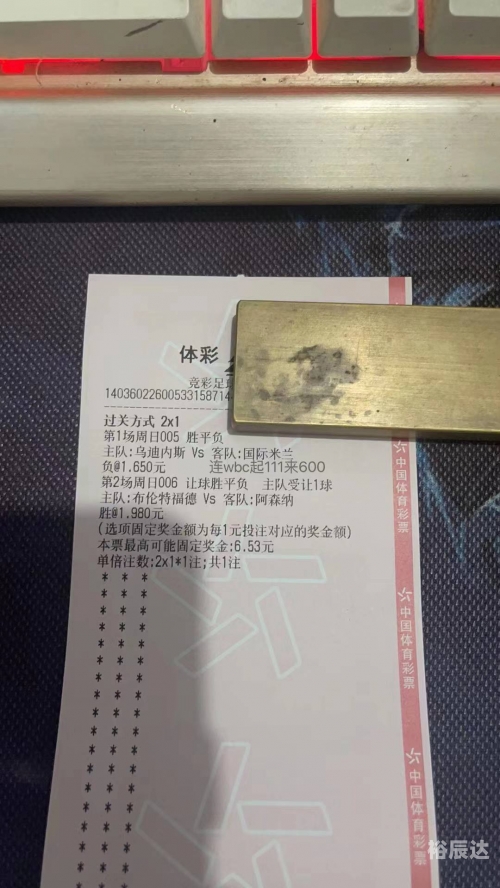 体彩
竞彩足球
14036022600533158714
过关方式 2x1
第1场周日005 胜平负
主队:乌迪内斯 Vs 客队:国际米兰
负@1.650元 连wbc起111来600
第2场周日006 让球胜平负 主队受让1球
主队:布伦特福德 Vs 客队:阿森纳
胜@1.980元
(选项固定奖金额为每1元投注对应的奖金额)
本票最高可能固定奖金:6.53元
单倍注数:2x1*1注;共1注
中国体育彩票
中国体育彩票
中国体育彩票
裕辰达